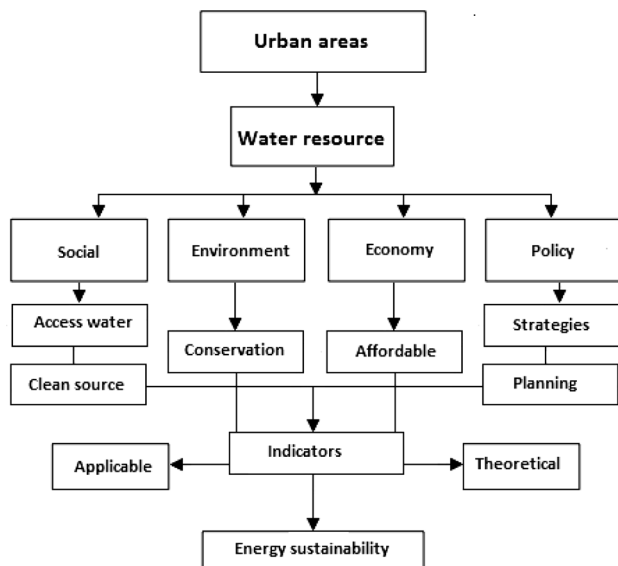 Urban areas
Water resource
Social
Environment
Economy
Policy
Access water
Strategies
Conservation
Affordable
Clean source
Planning
Indicators
Applicable
Theoretical
Energy sustainability